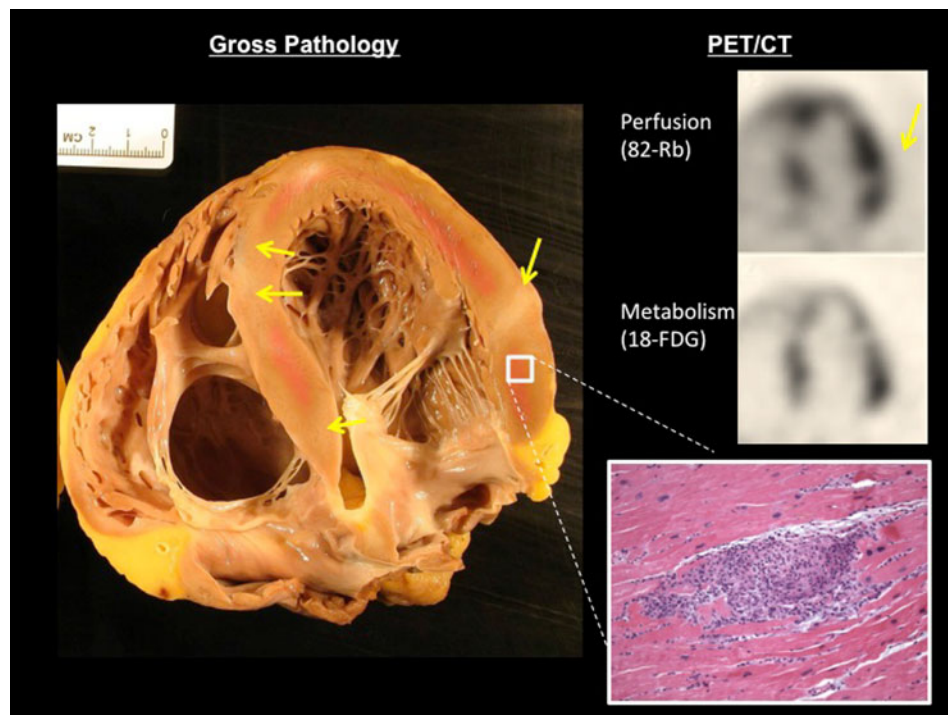 Gross Pathology
PET/CT
CM 2 1 0
Perfusion
(82-Rb)
Metabolism
(18-FDG)